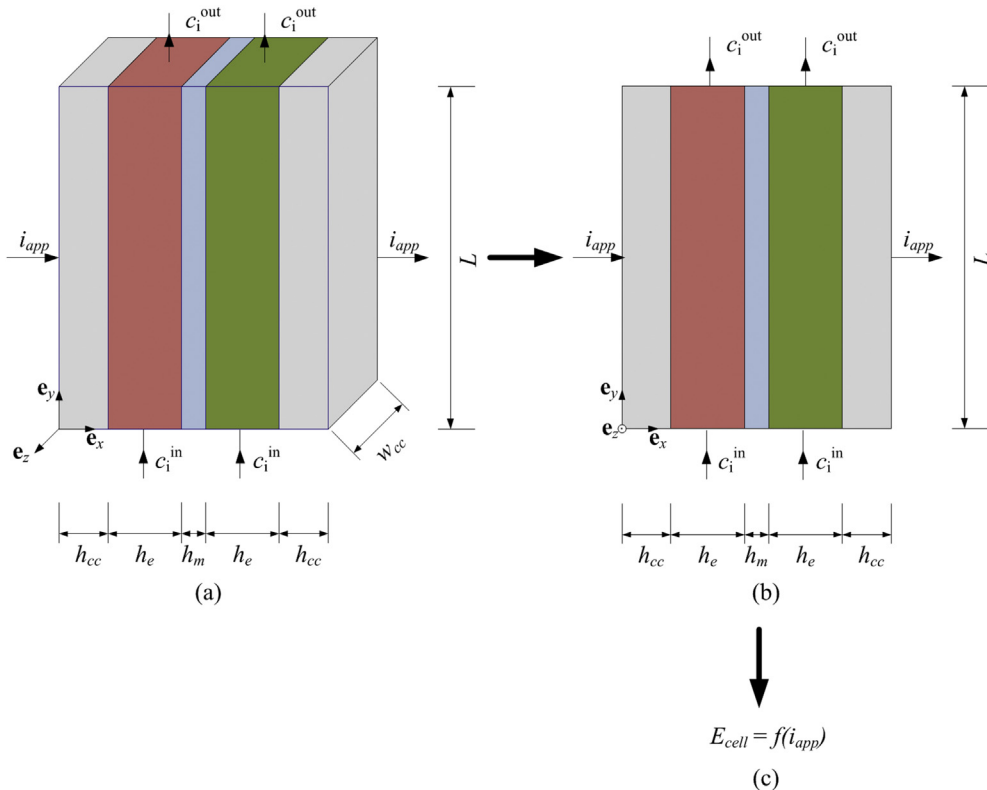 c_i^out c_i^out
i_app i_app L
e_y
e_x
e_z
c_i^in c_i^in
w_cc
h_cc h_e h_m h_e h_cc
(a)
c_i^out c_i^out
i_app i_app L
e_y
e_z e_x
c_i^in c_i^in
h_cc h_e h_m h_e h_cc
(b)
E_cell = f(i_app)
(c)